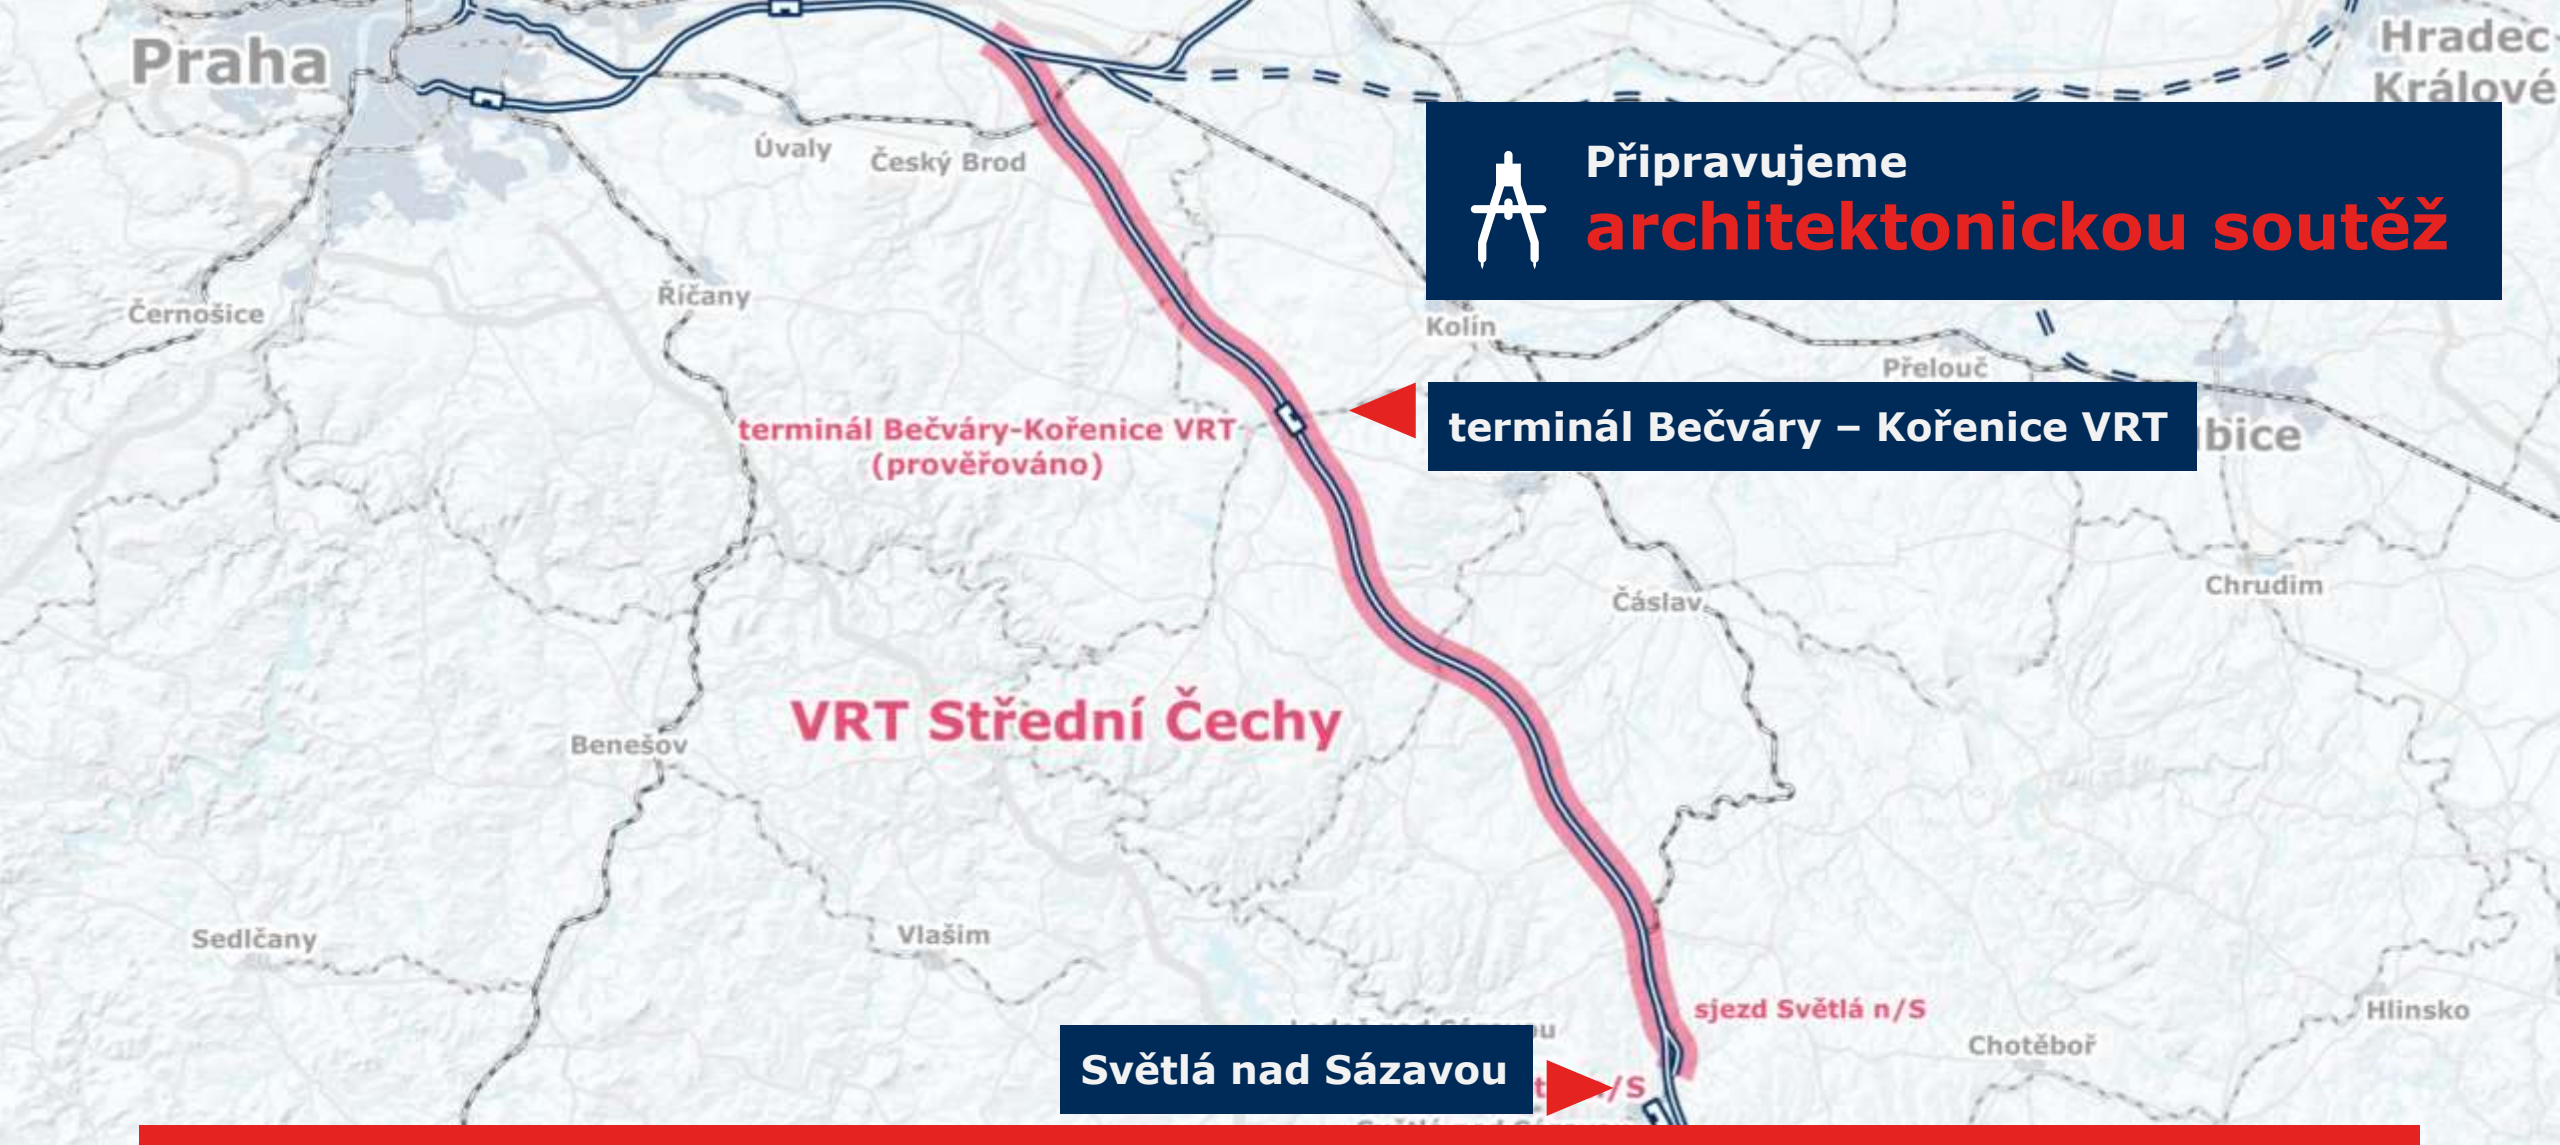 Praha
Hradec
Králové
Připravujeme
architektonickou soutěž
Úvaly
Český Brod
Říčany
Černošice
Kolín
Přelouč
terminál Bečváry-Kořenice VRT
(prověřováno)
terminál Bečváry – Kořenice VRT
bice
Čáslav
Chrudim
VRT Střední Čechy
Benešov
Sedlčany
Vlašim
sjezd Světlá n/S
Hlinsko
Chotěboř
Světlá nad Sázavou
/S